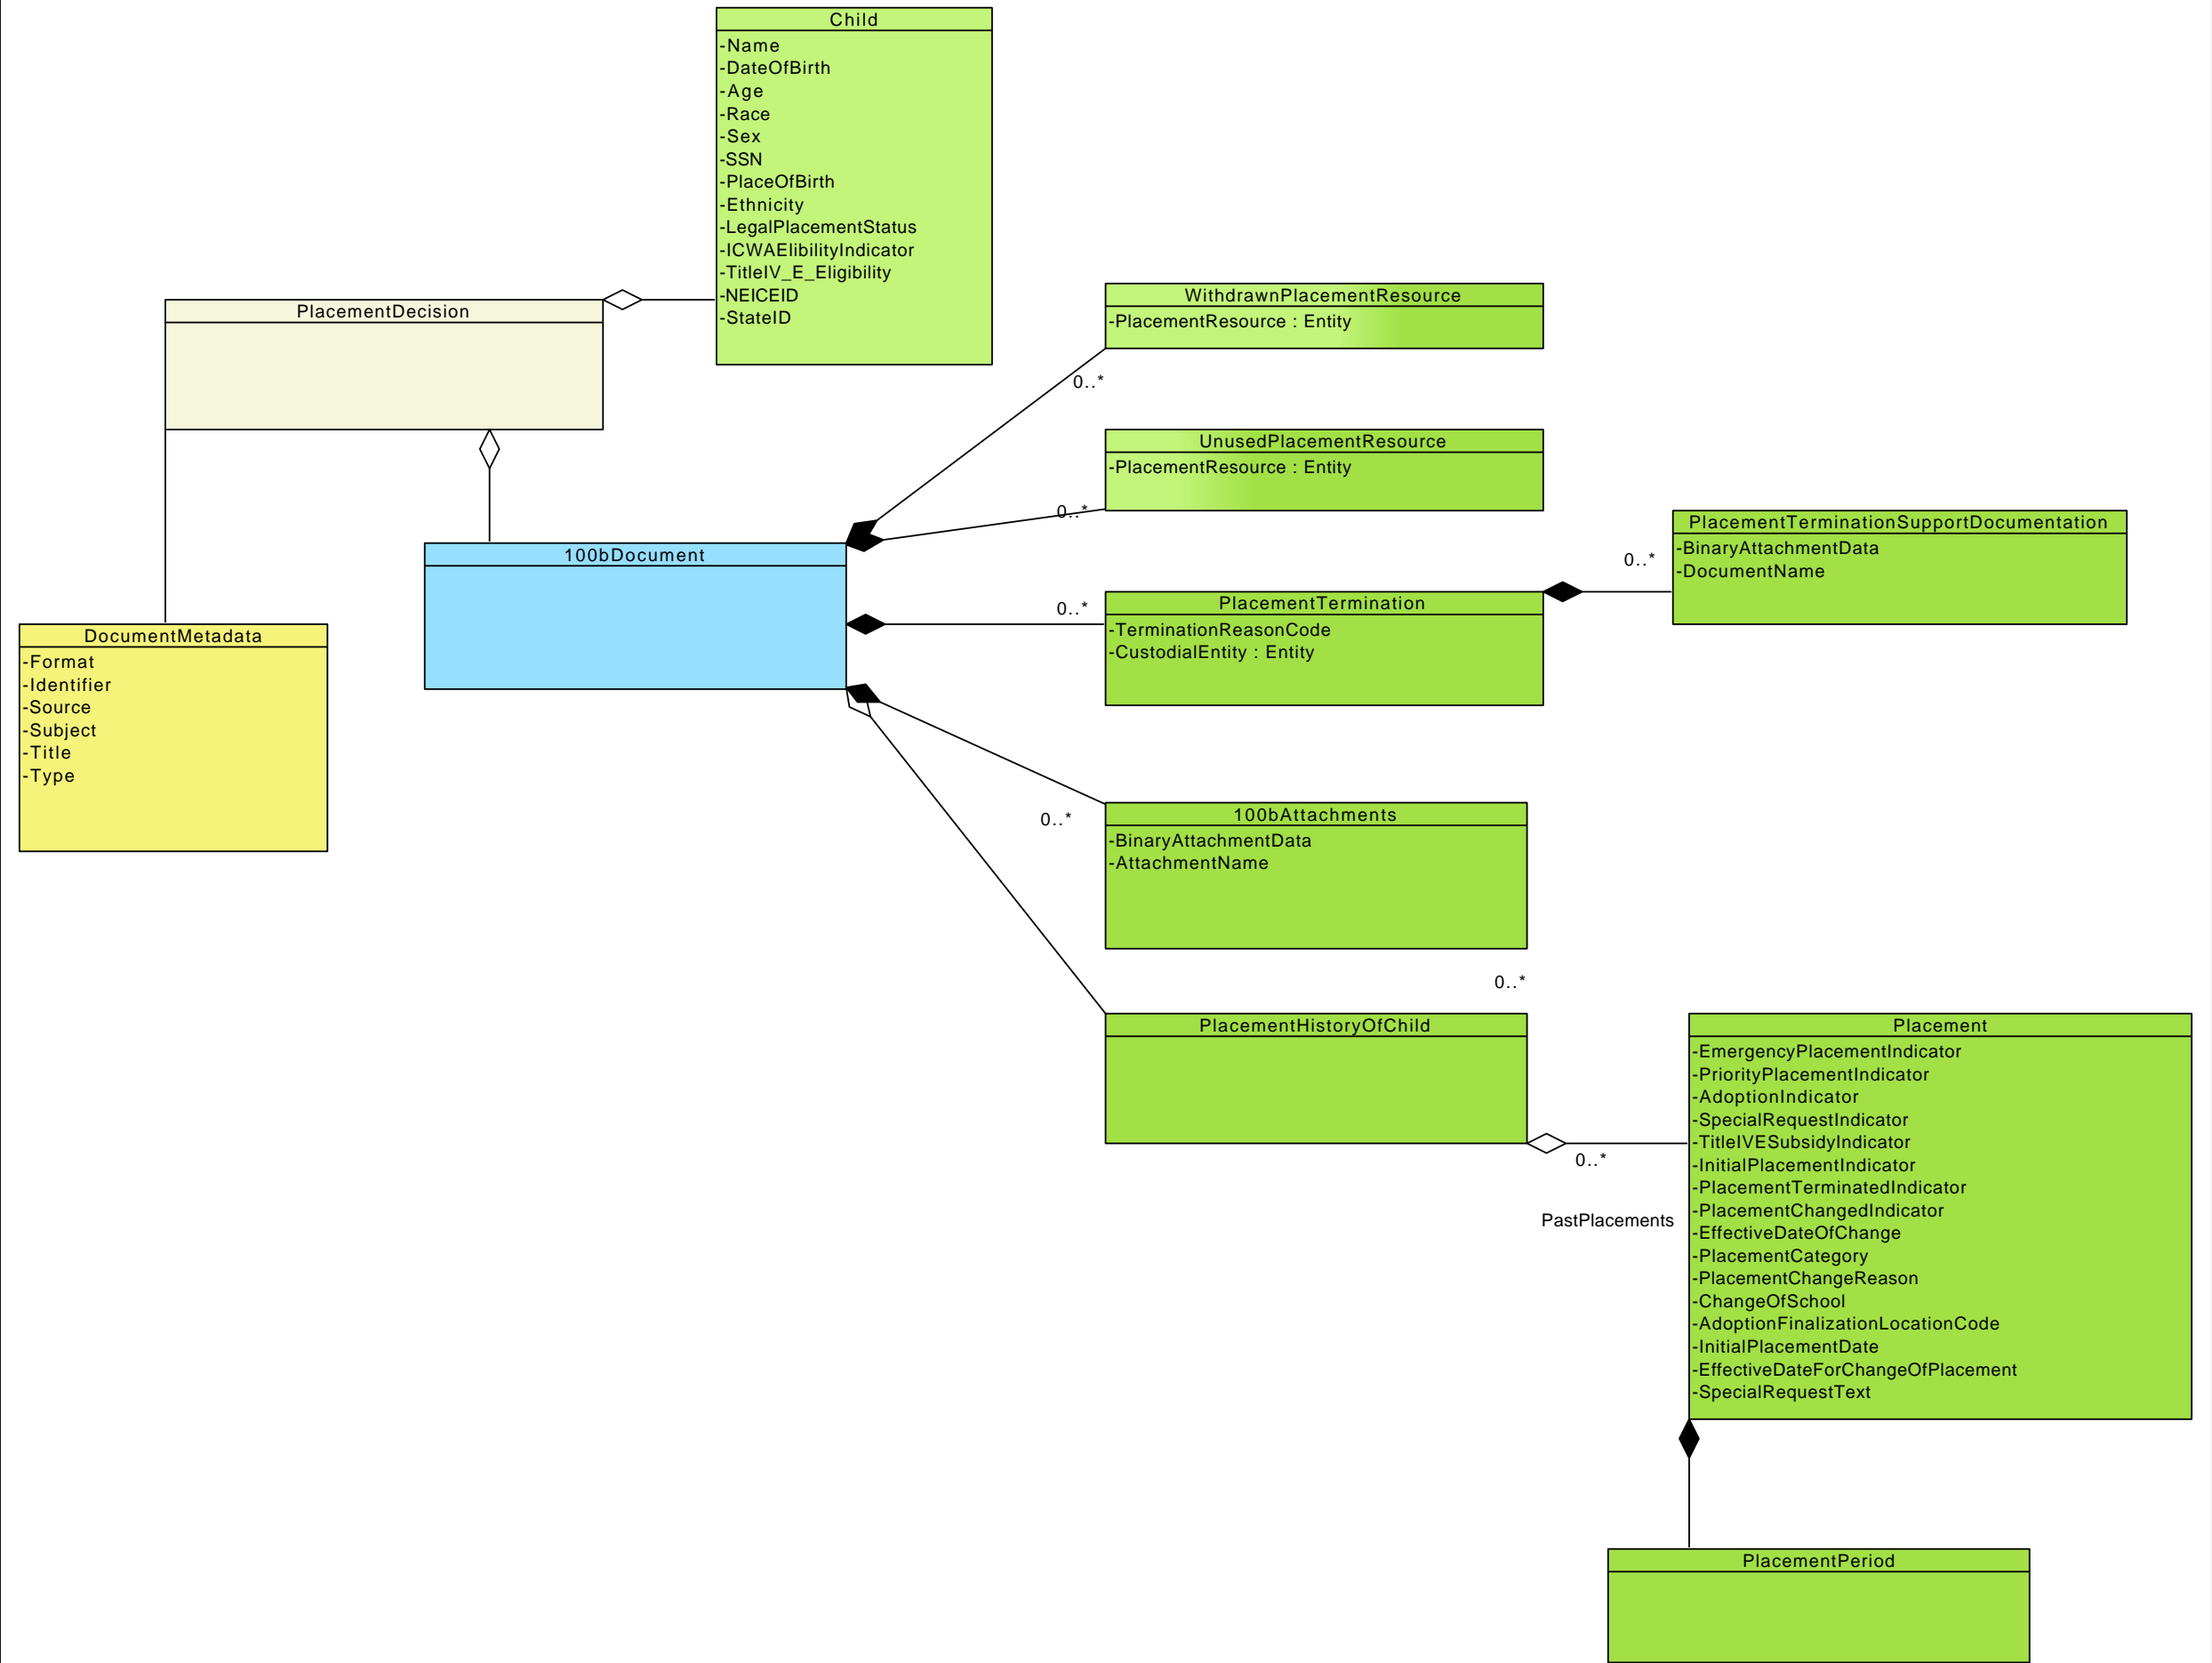 Child
-Name
-DateOfBirth
-Age
-Race
-Sex
-SSN
-PlaceOfBirth
-Ethnicity
-LegalPlacementStatus
-ICWAElibilityIndicator
-TitleIV_E_Eligibility
-NEICEID
-StateID
PlacementDecision
WithdrawnPlacementResource
-PlacementResource : Entity
0..*
UnusedPlacementResource
-PlacementResource : Entity
0..*
100bDocument
PlacementTerminationSupportDocumentation
-BinaryAttachmentData
-DocumentName
0..*
PlacementTermination
-TerminationReasonCode
-CustodialEntity : Entity
0..*
DocumentMetadata
-Format
-Identifier
-Source
-Subject
-Title
-Type
100bAttachments
-BinaryAttachmentData
-AttachmentName
0..*
0..*
PlacementHistoryOfChild
0..*
PastPlacements
Placement
-EmergencyPlacementIndicator
-PriorityPlacementIndicator
-AdoptionIndicator
-SpecialRequestIndicator
-TitleIVESubsidyIndicator
-InitialPlacementIndicator
-PlacementTerminatedIndicator
-PlacementChangedIndicator
-EffectiveDateOfChange
-PlacementCategory
-PlacementChangeReason
-ChangeOfSchool
-AdoptionFinalizationLocationCode
-InitialPlacementDate
-EffectiveDateForChangeOfPlacement
-SpecialRequestText
PlacementPeriod